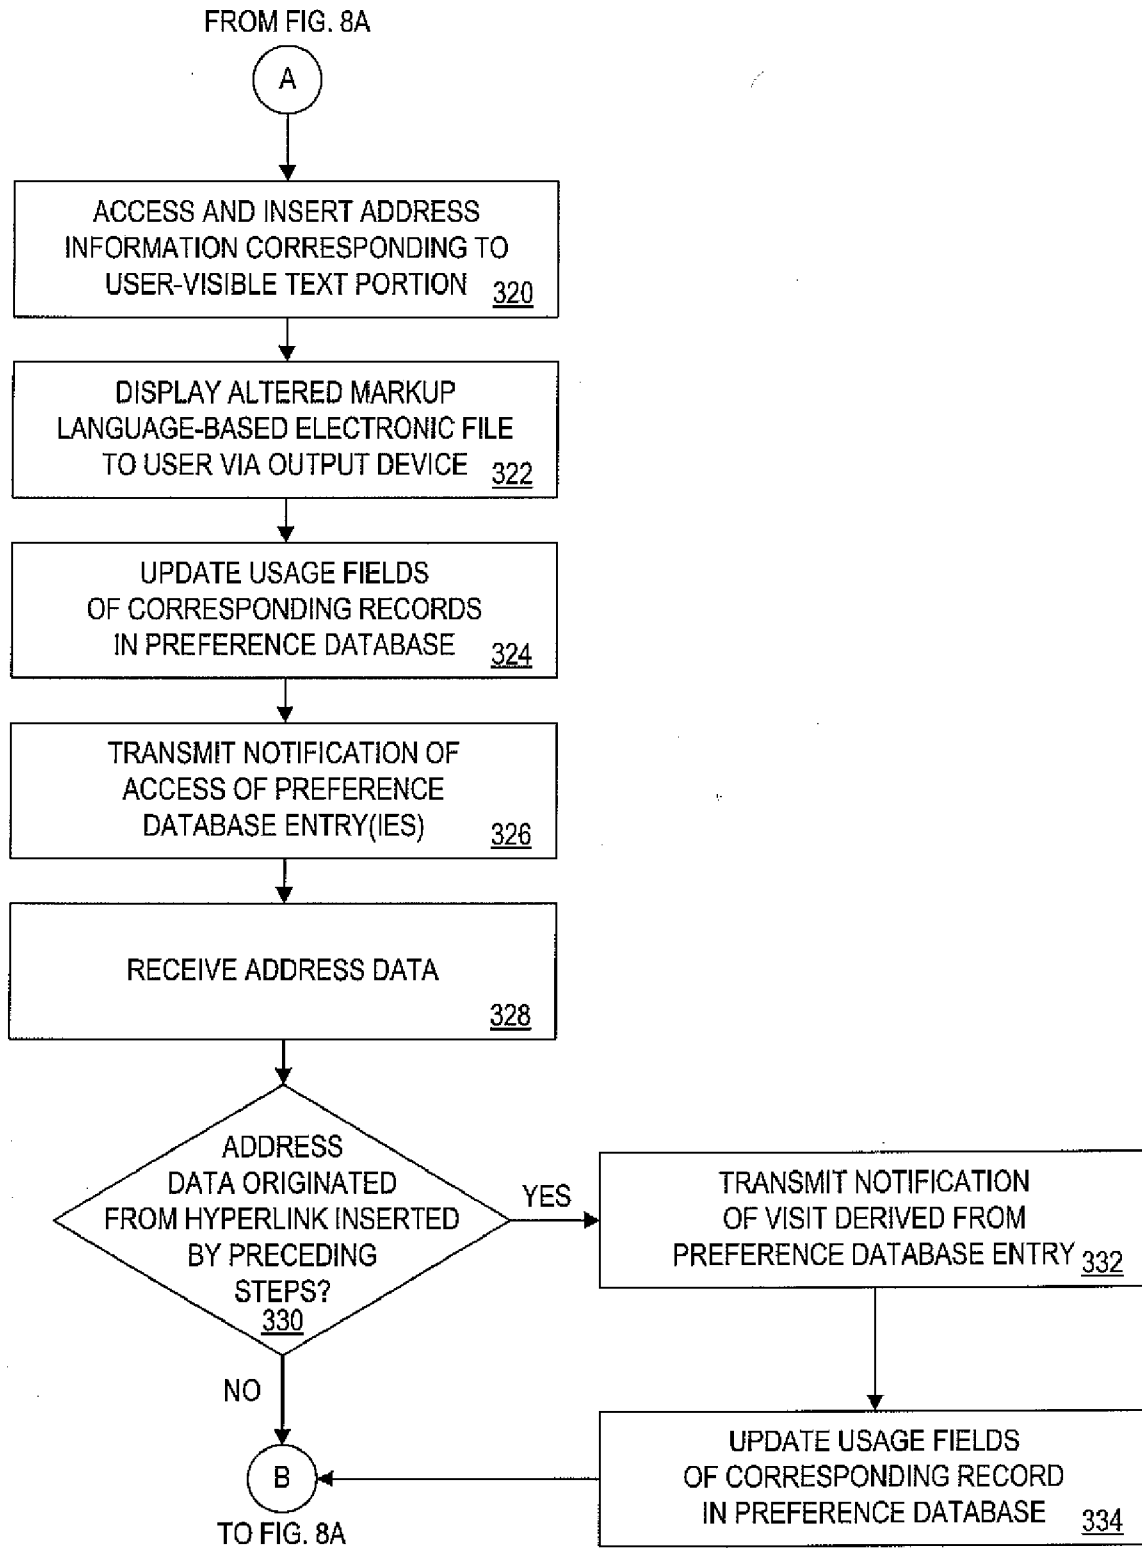 FROM FIG. 8A
A
ACCESS AND INSERT ADDRESS
INFORMATION CORRESPONDING TO
USER-VISIBLE TEXT PORTION 320
DISPLAY ALTERED MARKUP
LANGUAGE-BASED ELECTRONIC FILE
TO USER VIA OUTPUT DEVICE 322
UPDATE USAGE FIELDS
OF CORRESPONDING RECORDS
IN PREFERENCE DATABASE 324
TRANSMIT NOTIFICATION OF
ACCESS OF PREFERENCE
DATABASE ENTRY(IES) 326
RECEIVE ADDRESS DATA
328
ADDRESS
DATA ORIGINATED
FROM HYPERLINK INSERTED
BY PRECEDING
STEPS?
330
YES
TRANSMIT NOTIFICATION
OF VISIT DERIVED FROM
PREFERENCE DATABASE ENTRY 332
NO
UPDATE USAGE FIELDS
OF CORRESPONDING RECORD
IN PREFERENCE DATABASE 334
B
TO FIG. 8A